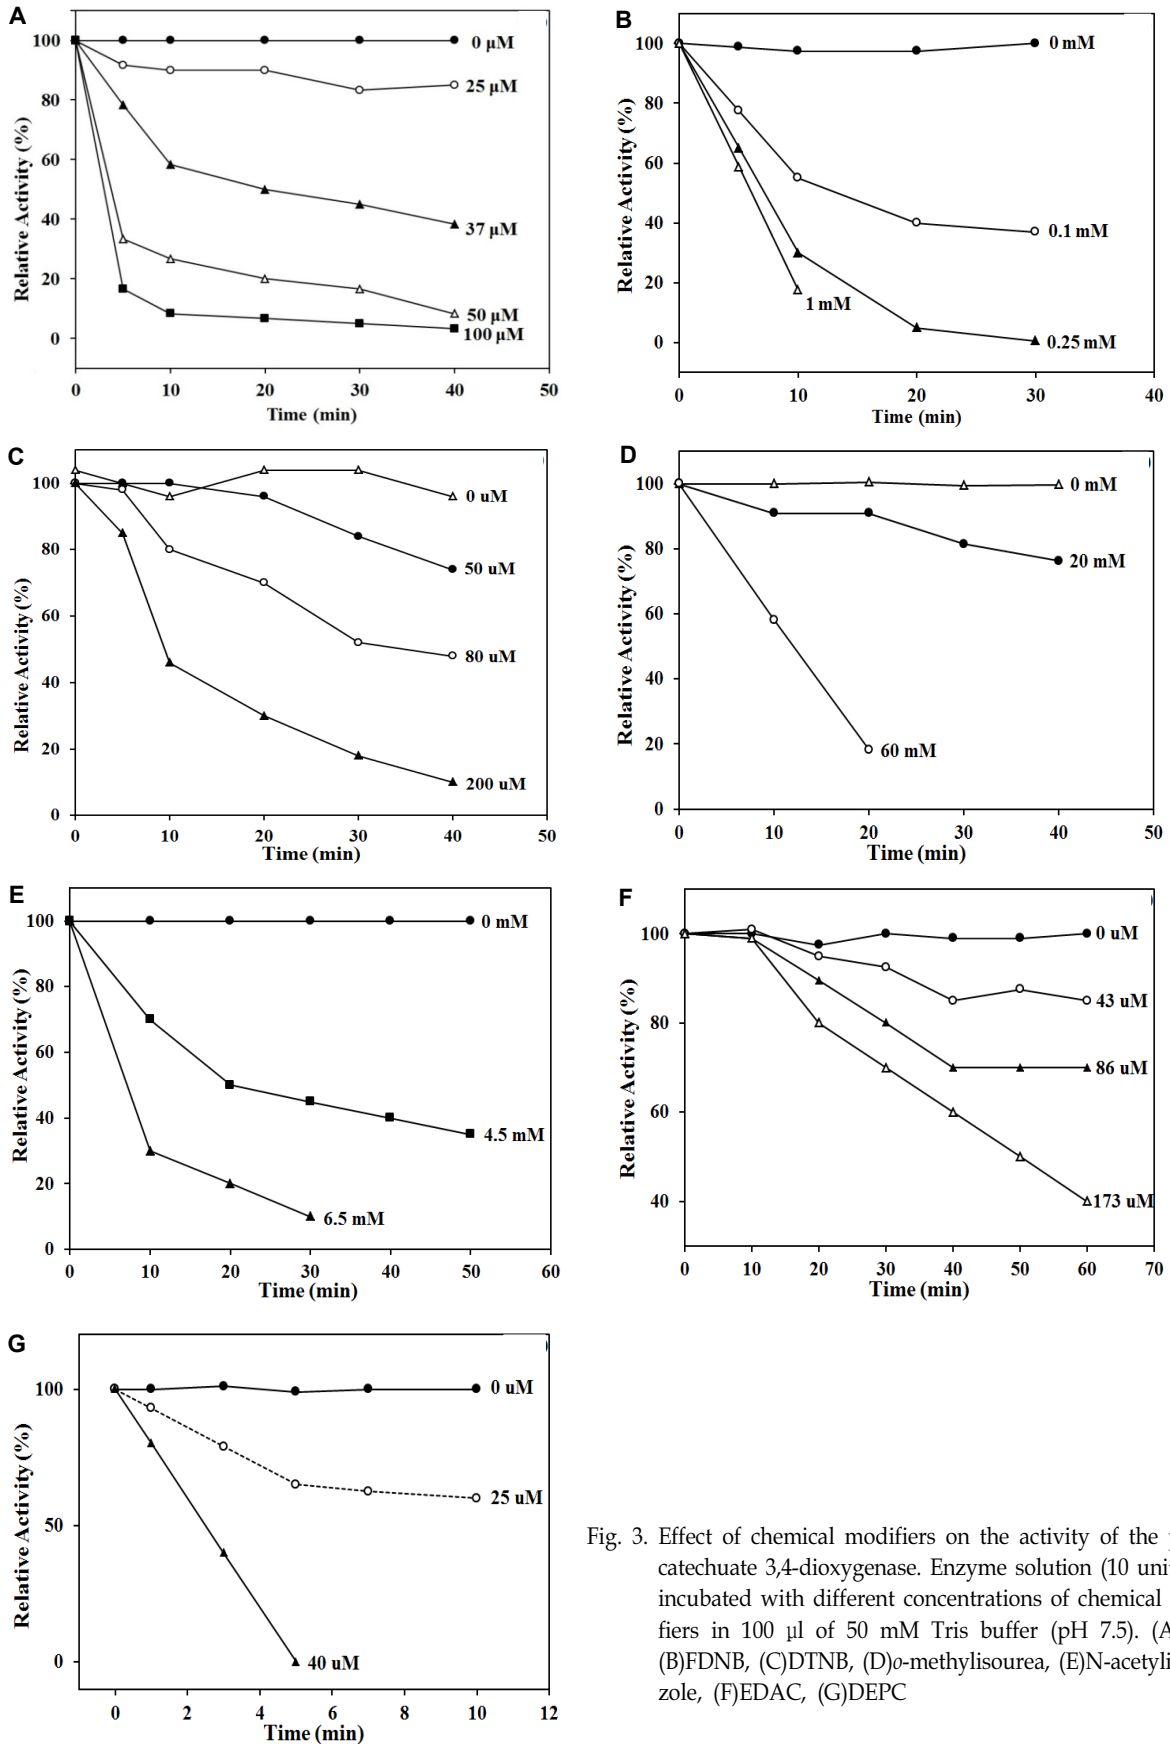 A
100
80
60
40
20
0
0 10 20 30 40 50
Relative Activity (%)
Time (min)
0 μM
25 μM
37 μM
50 μM
100 μM
B
100
80
60
40
20
0
0 10 20 30 40
Relative Activity (%)
Time (min)
0 mM
0.1 mM
1 mM
0.25 mM
C
100
80
60
40
20
0
0 10 20 30 40 50
Relative Activity (%)
Time (min)
0 uM
50 uM
80 uM
200 uM
D
100
80
60
40
20
0
0 10 20 30 40 50
Relative Activity (%)
Time (min)
0 mM
20 mM
60 mM
E
100
80
60
40
20
0
0 10 20 30 40 50 60
Relative Activity (%)
Time (min)
0 mM
4.5 mM
6.5 mM
F
100
80
60
40
0 10 20 30 40 50 60 70
Relative Activity (%)
Time (min)
0 uM
43 uM
86 uM
173 uM
G
100
50
0
0 2 4 6 8 10 12
Relative Activity (%)
Time (min)
0 uM
25 uM
40 uM
Fig. 3. Effect of chemical modifiers on the activity of the
catechuate 3,4-dioxygenase. Enzyme solution (10 uni
incubated with different concentrations of chemical
fiers in 100 μl of 50 mM Tris buffer (pH 7.5). (A
(B)FDNB, (C)DTNB, (D)o-methylisourea, (E)N-acetyli
zole, (F)EDAC, (G)DEPC